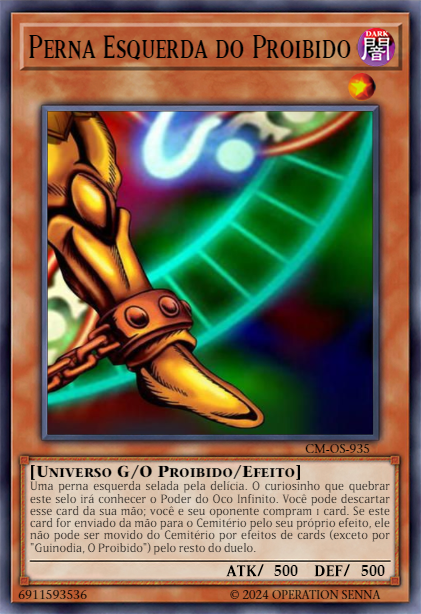 PERNA ESQUERDA DO PROIBIDO
DARK
闇
CM-OS-935
[UNIVERSO G/O PROIBIDO/EFEITO]
Uma perna esquerda selada pela delicia. O curiosinho que quebrar
este selo irá conhecer o Poder do Oco Infinito. Você pode descartar
esse card da sua mão; você e seu oponente compram 1 card. Se este
card for enviado da mão para o Cemitério pelo seu próprio efeito, ele
não pode ser movido do Cemitério por efeitos de cards (exceto por
"Guinodia, O Proibido") pelo resto do duelo.
ATK/ 500 DEF/ 500
6911593536 © 2024 OPERATION SENNA